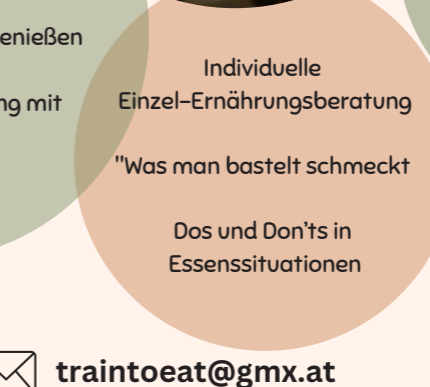 enießen
ng mit
Individuelle
Einzel-Ernährungsberatung
"Was man bastelt schmeckt
Dos und Don'ts in
Essenssituationen
traintoeat@gmx.at